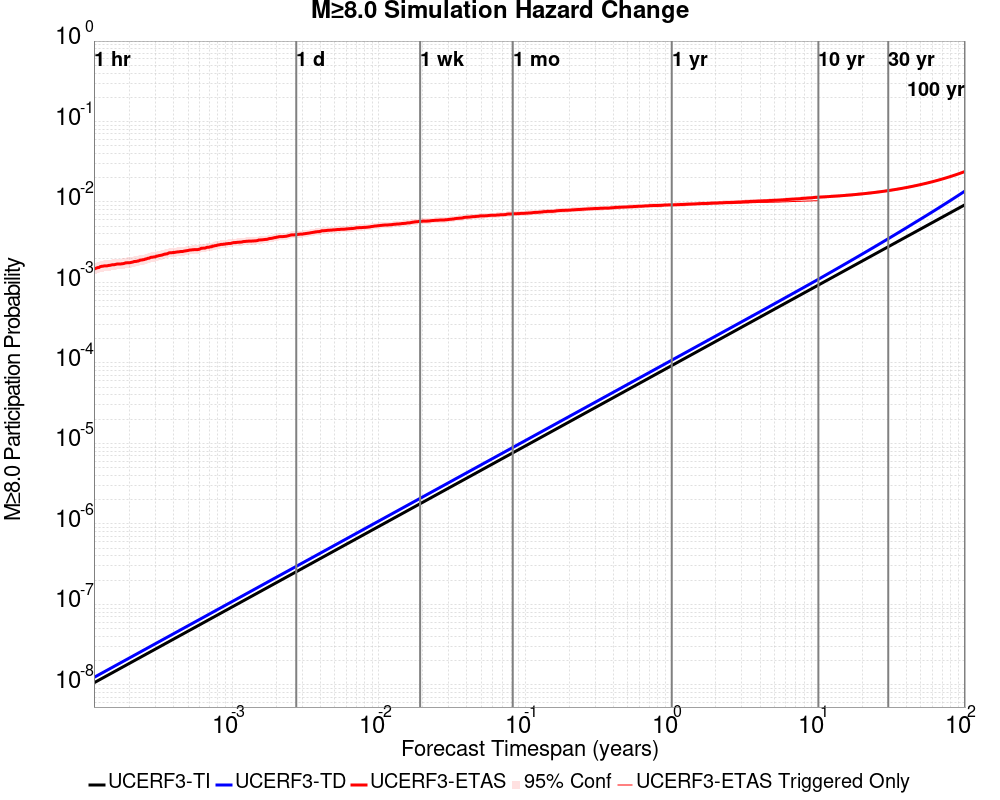 M≥8.0 Simulation Hazard Change
10^0
10^-1
10^-2
10^-3
10^-4
10^-5
10^-6
10^-7
10^-8
M≥8.0 Participation Probability
1 hr 1 d 1 wk 1 mo 1 yr 10 yr 30 yr
100 yr
10^-3 10^-2 10^-1 10^0 10^1 10^2
Forecast Timespan (years)
UCERF3-TI UCERF3-TD UCERF3-ETAS 95% Conf UCERF3-ETAS Triggered Only